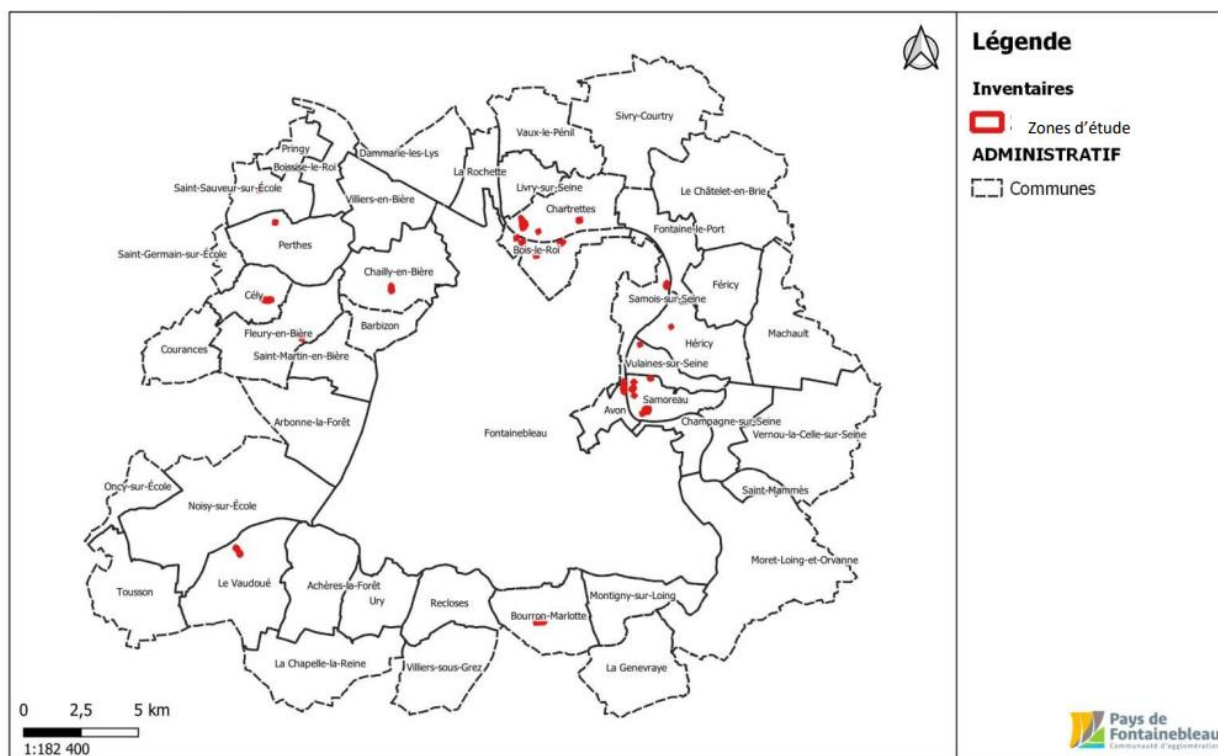 Légende
Inventaires
Zones d'étude
ADMINISTRATIF
Communes
Sivry-Courtry
Vaux-le-Pénil
Pringy
Dammarie-les-Lys
Boissise-le-Roi
La Rochette
Saint-Sauveur-sur-École
Villiers-en-Bière
Livry-sur-Seine
Le Châtelet-en-Brie
Chartrettes
Fontaine-le-Port
Perthes
Bois-le-Roi
Saint-Germain-sur-École
Chailly-en-Bière
Féricy
Cély
Samois-sur-Seine
Barbizon
Fleury-en-Bière
Machault
Héricy
Courances
Saint-Martin-en-Bière
Vulaines-sur-Seine
Samoreau
Avon
Arbonne-la-Forêt
Champagne-sur-Seine
Fontainebleau
Vernou-la-Celle-sur-Seine
Oncy-sur-École
Saint-Mammès
Noisy-sur-École
Moret-Loing-et-Orvanne
Le Vaudoué
Achères-la-Forêt
Tousson
Montigny-sur-Loing
Ury
Recloses
Bourron-Marlotte
La Chapelle-la-Reine
Villiers-sous-Grez
La Genevraye
0 2,5 5 km
1:182 400
Pays de
Fontainebleau
Communauté d'agglomération